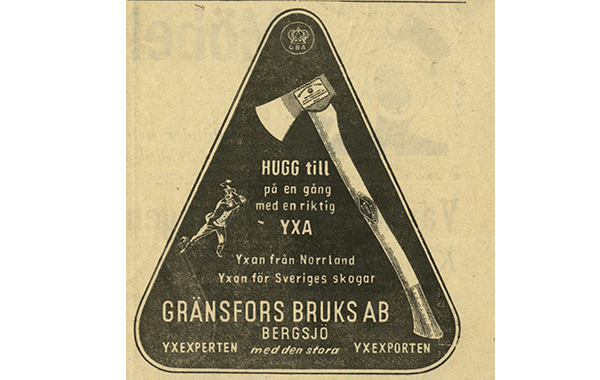 GBA
HUGG till
på en gång
med en riktig
YXA
Yxan från Norrland
Yxan för Sveriges skogar
GRÄNSFORS BRUKS AB
BERGSJÖ
YXEXPERTEN med den stora YXEXPORTEN